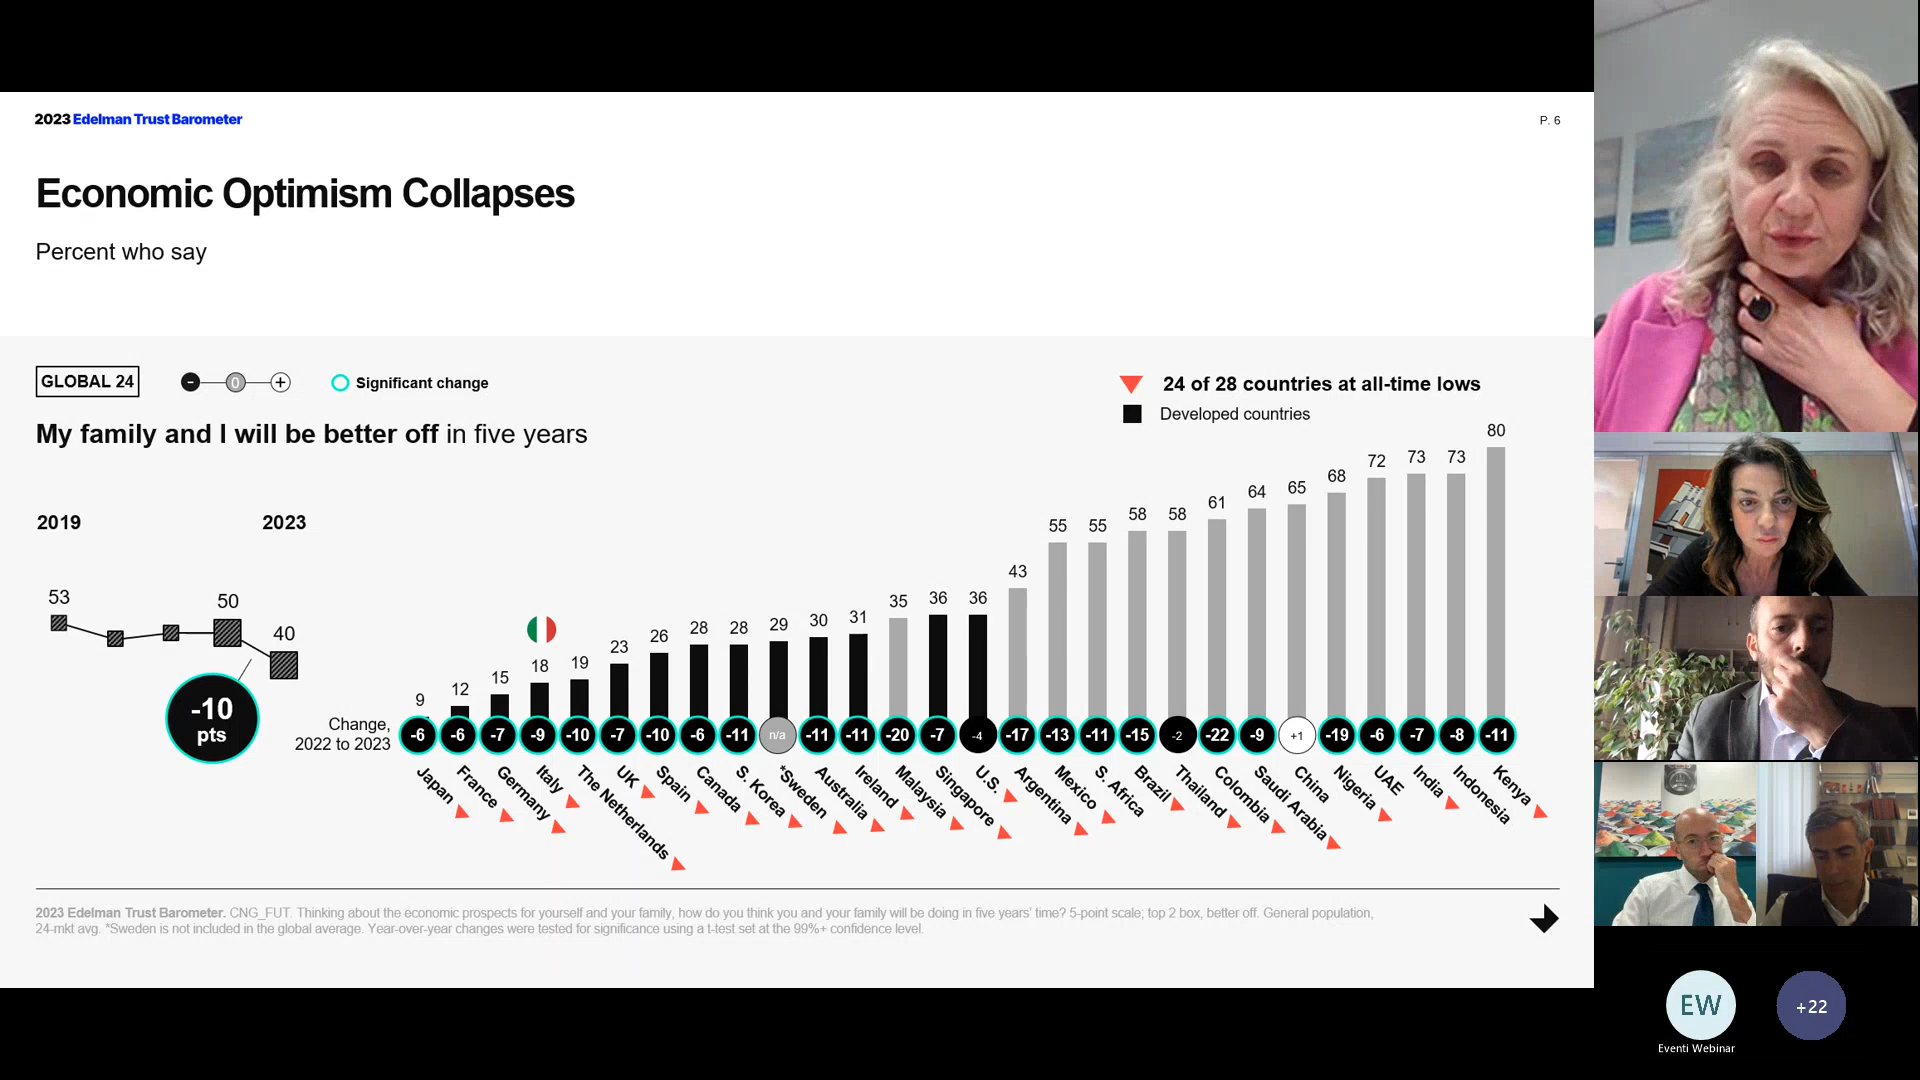 2023 Edelman Trust Barometer
P. 6
Economic Optimism Collapses
Percent who say
GLOBAL 24
-
0
+
Significant change
24 of 28 countries at all-time lows
Developed countries
My family and I will be better off in five years
2019
2023
53
50
40
-10
pts
9 12 15 18 19 23 26 28 28 29 30 31 35 36 36 43 55 55 58 58 61 64 65 68 72 73 73 80
Change,
2022 to 2023
-6 -6 -7 -9 -10 -7 -10 -6 -11 n/a -11 -11 -20 -7 -4 -17 -13 -11 -15 -2 -22 -9 +1 -19 -6 -7 -8 -11
Japan
France
Germany
Italy
The Netherlands
UK
Spain
Canada
S. Korea
*Sweden
Australia
Ireland
Malaysia
Singapore
U.S.
Argentina
Mexico
S. Africa
Brazil
Thailand
Colombia
Saudi Arabia
China
Nigeria
UAE
India
Indonesia
Kenya
2023 Edelman Trust Barometer. CNG_FUT. Thinking about the economic prospects for yourself and your family, how do you think you and your family will be doing in five years' time? 5-point scale; top 2 box, better off. General population,
24-mkt avg. *Sweden is not included in the global average. Year-over-year changes were tested for significance using a t-test set at the 99%+ confidence level.
EW
+22
Eventi Webinar